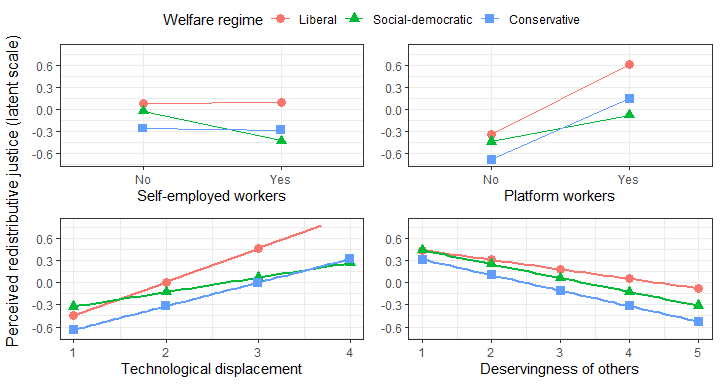 Welfare regime Liberal Social-democratic Conservative
Perceived redistributive justice (latent scale)
0.6
0.3
0.0
-0.3
-0.6
No Yes
Self-employed workers
0.6
0.3
0.0
-0.3
-0.6
No Yes
Platform workers
0.6
0.3
0.0
-0.3
-0.6
1 2 3 4
Technological displacement
0.6
0.3
0.0
-0.3
-0.6
1 2 3 4 5
Deservingness of others